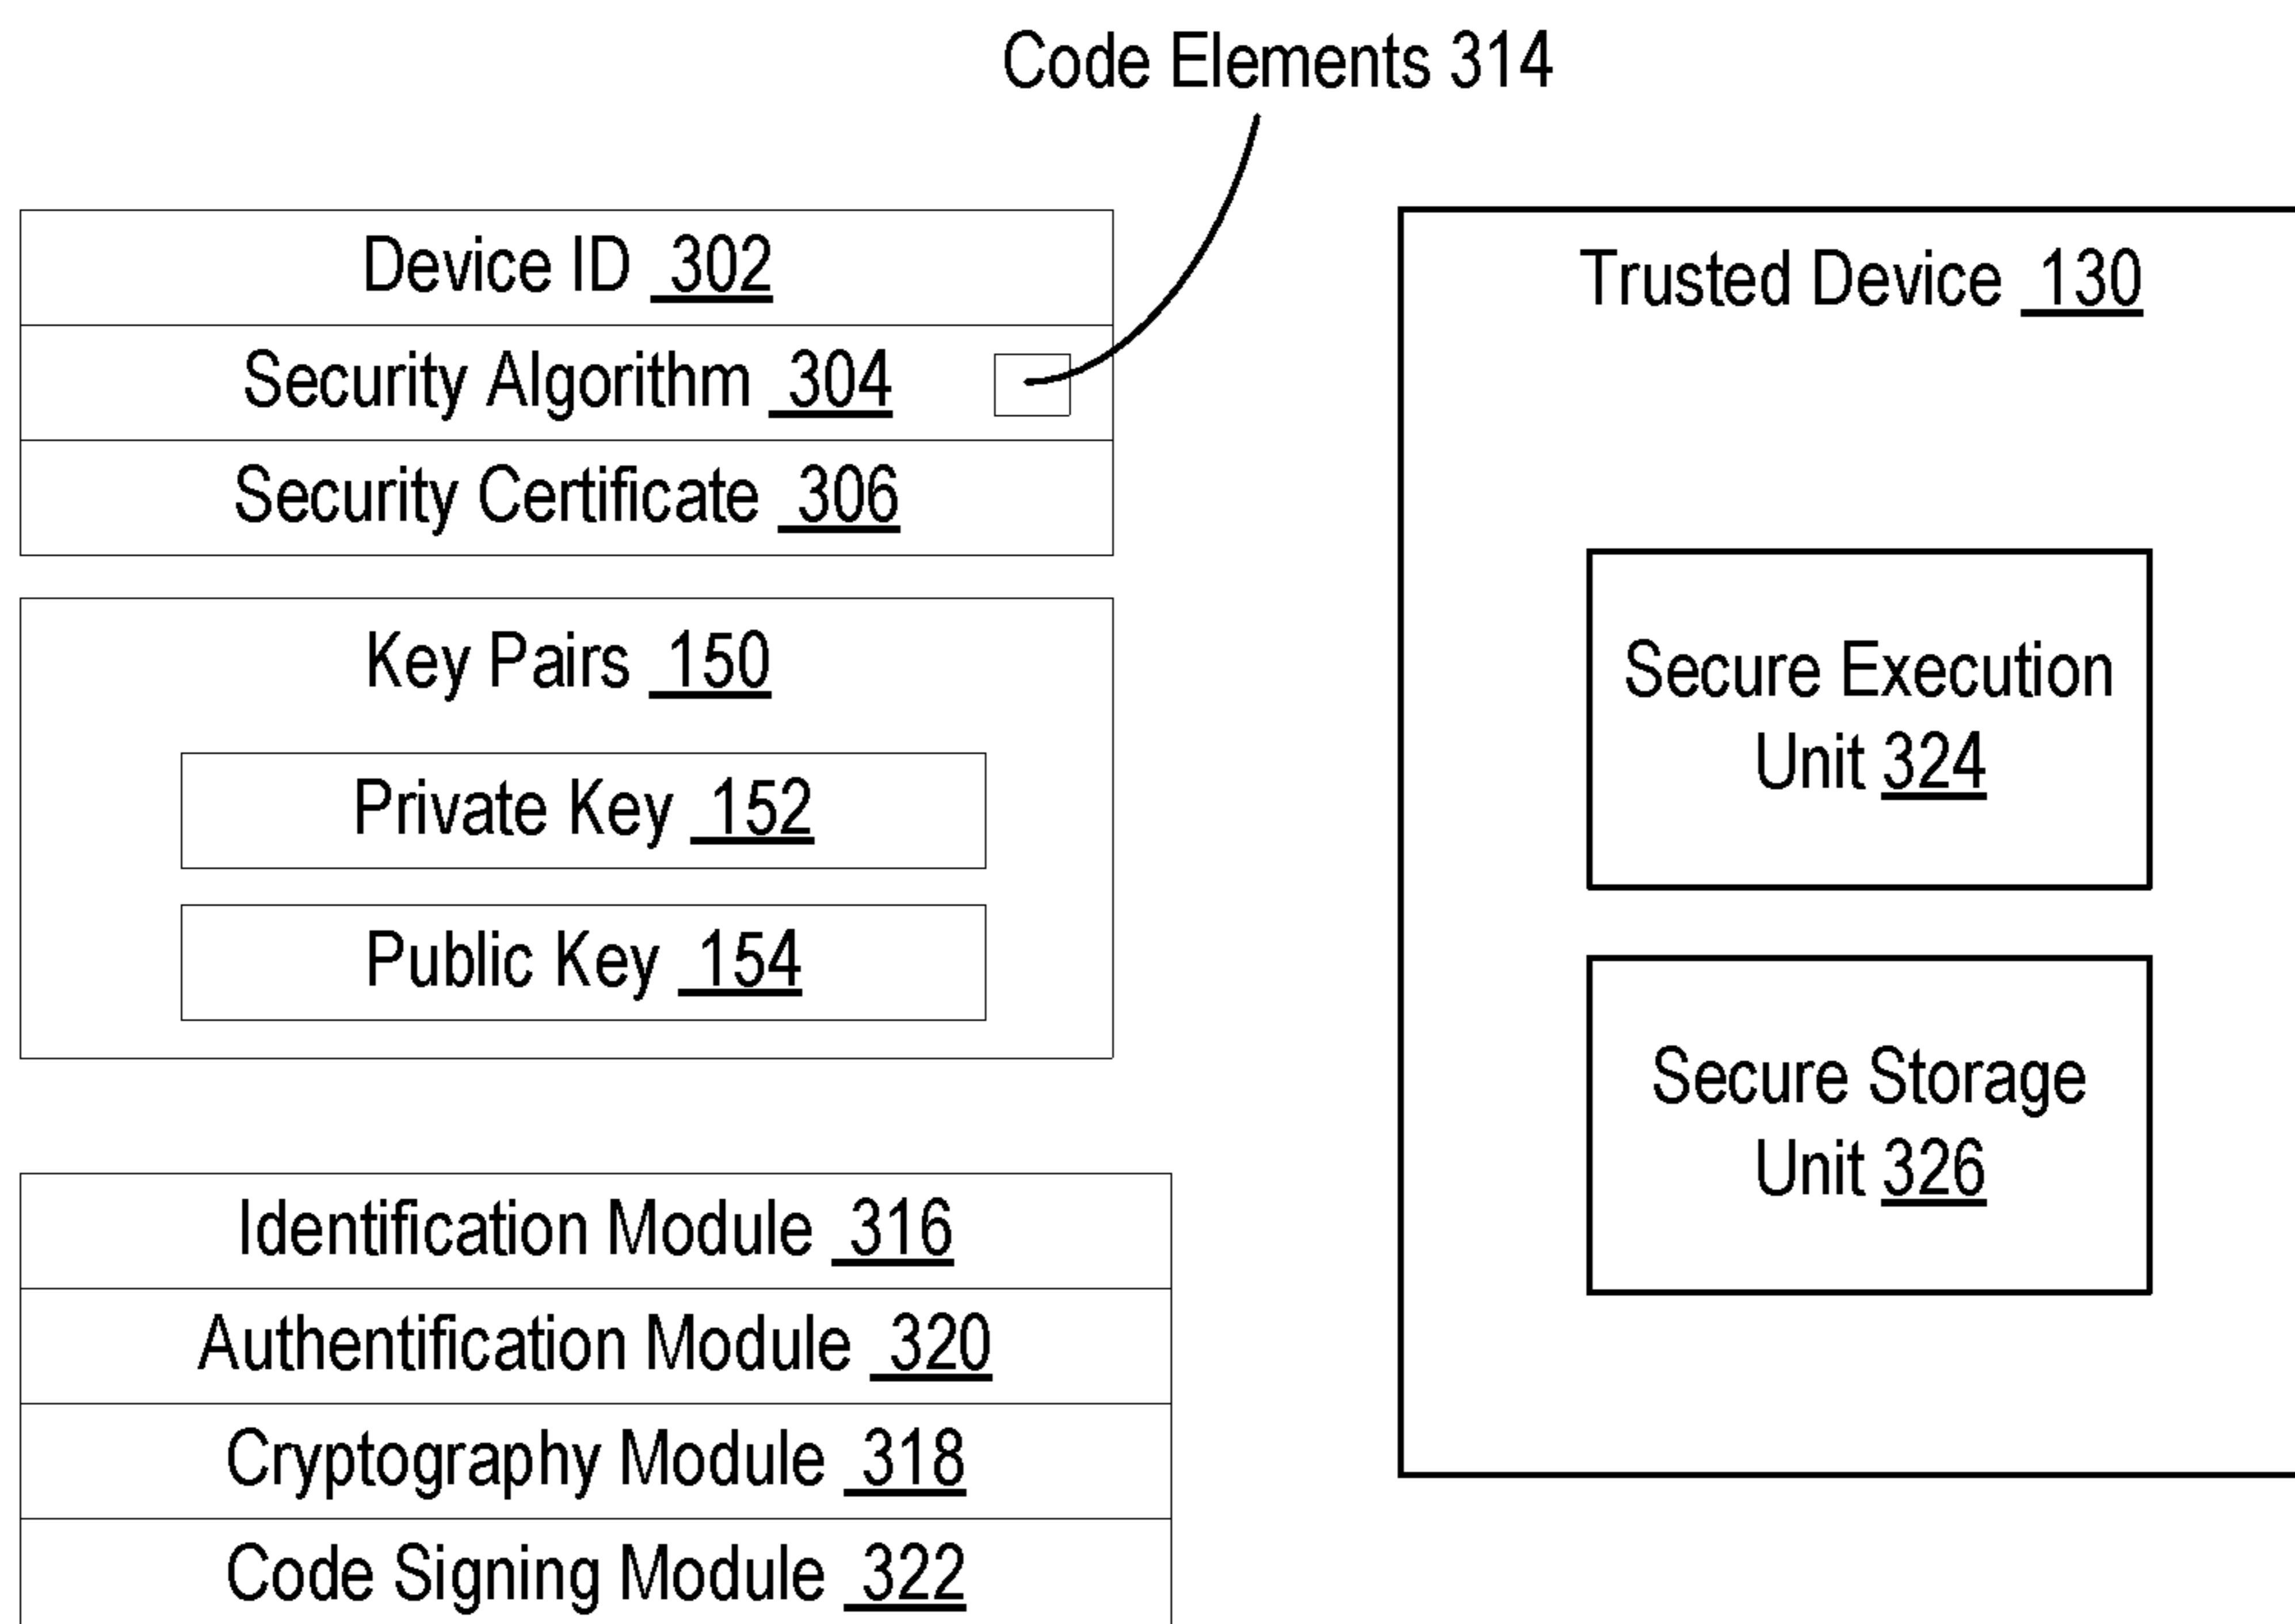 Code Elements 314
Device ID 302
Security Algorithm 304
Security Certificate 306
Key Pairs 150
Private Key 152
Public Key 154
Identification Module 316
Authentification Module 320
Cryptography Module 318
Code Signing Module 322
Trusted Device 130
Secure Execution
Unit 324
Secure Storage
Unit 326